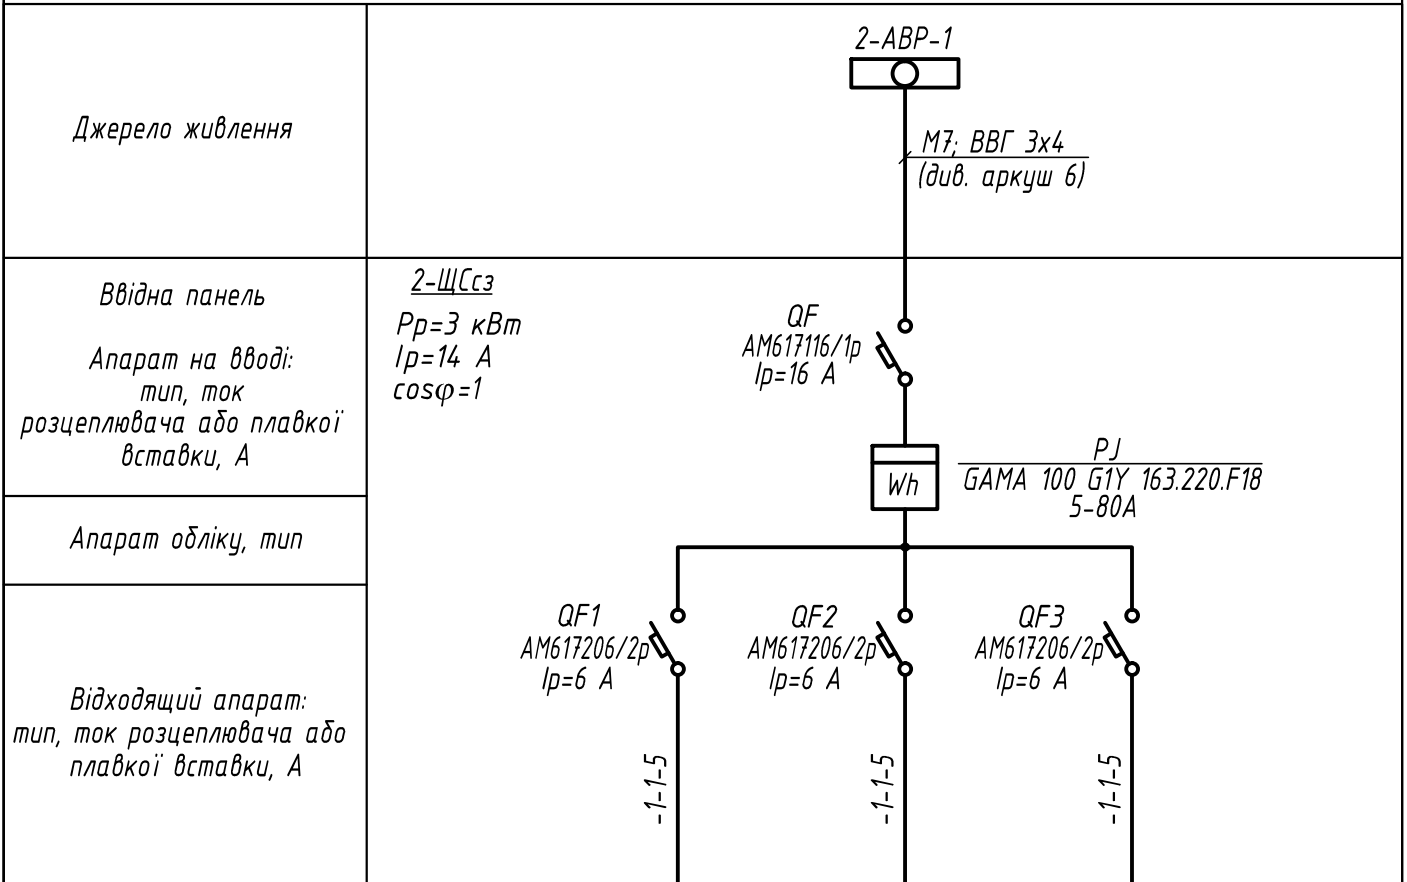 2-АВР-1
Джерело живлення
М7; ВВГ 3х4
(див. аркуш 6)
Ввідна панель
Апарат на вводі:
тип, ток
розцеплювача або плавкої
вставки, А
2-ЩСсз
Рр=3 кВт
Iр=14 А
cosφ=1
QF
АМ617116/1р
Iр=16 А
Wh
PJ
GAMA 100 G1Y 163.220.F18
5-80А
Апарат обліку, тип
QF1
АМ617206/2р
Iр=6 А
QF2
АМ617206/2р
Iр=6 А
QF3
АМ617206/2р
Iр=6 А
Відходящий апарат:
тип, ток розцеплювача або
плавкої вставки, А
-1-1-5
-1-1-5
-1-1-5